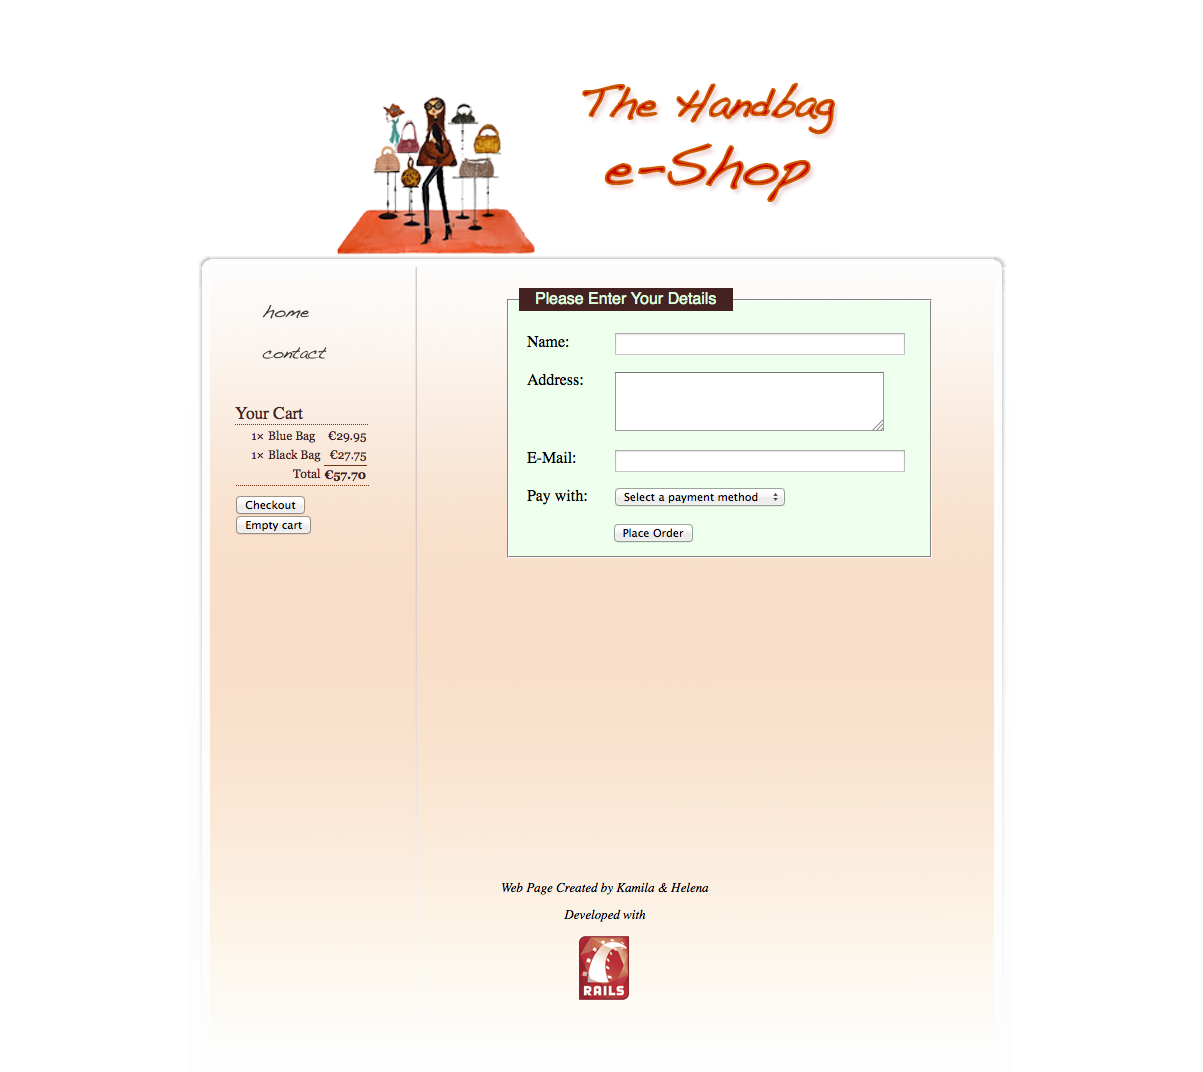 The Handbag
e-Shop
home
contact
Your Cart
1× Blue Bag €29.95
1× Black Bag €27.75
Total €57.70
Checkout
Empty cart
Please Enter Your Details
Name:
Address:
E-Mail:
Pay with: Select a payment method
Place Order
Web Page Created by Kamila & Helena
Developed with
RAILS